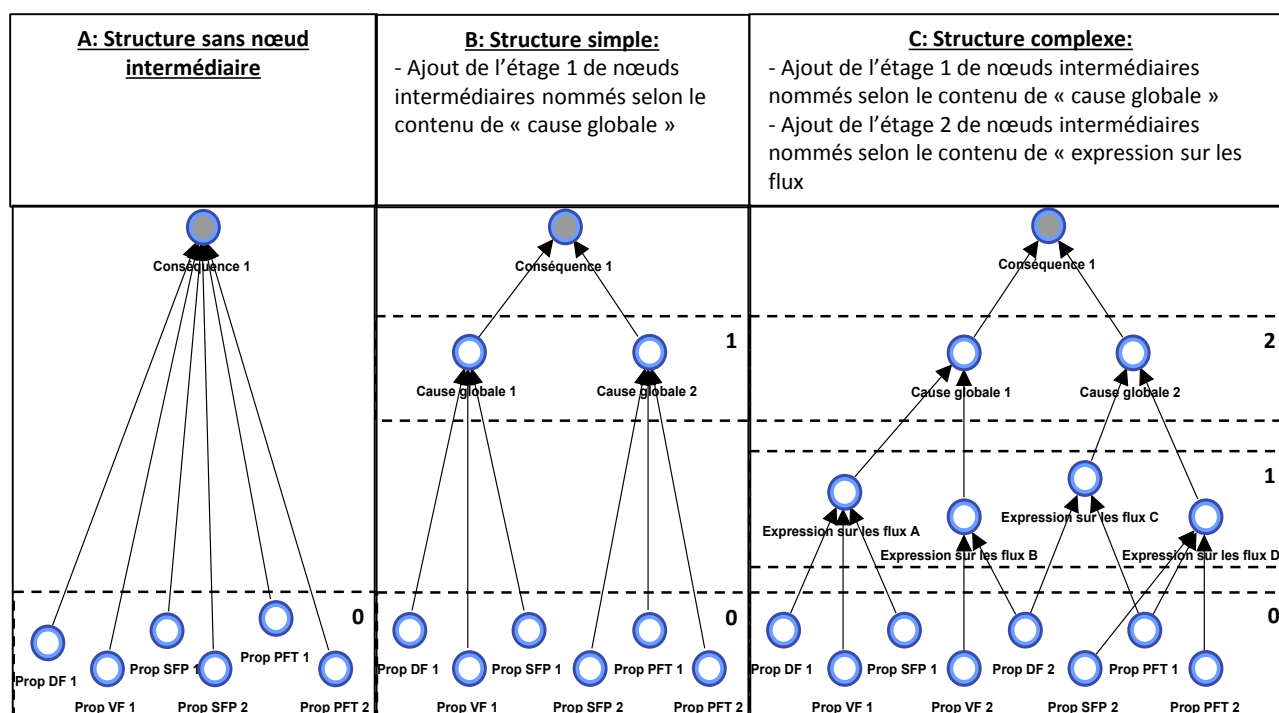 A: Structure sans nœud
intermédiaire
B: Structure simple:
- Ajout de l'étage 1 de nœuds
intermédiaires nommés selon le
contenu de « cause globale »
C: Structure complexe:
- Ajout de l'étage 1 de nœuds intermédiaires
nommés selon le contenu de « cause globale »
- Ajout de l'étage 2 de nœuds intermédiaires
nommés selon le contenu de « expression sur les
flux
Conséquence 1
0
Prop DF 1
Prop VF 1
Prop SFP 1
Prop SFP 2
Prop PFT 1
Prop PFT 2
Conséquence 1
1
Cause globale 1
Cause globale 2
0
Prop DF 1
Prop VF 1
Prop SFP 1
Prop SFP 2
Prop PFT 1
Prop PFT 2
Conséquence 1
2
Cause globale 1
Cause globale 2
1
Expression sur les flux A
Expression sur les flux B
Expression sur les flux C
Expression sur les flux D
0
Prop DF 1
Prop VF 1
Prop SFP 1
Prop VF 2
Prop DF 2
Prop SFP 2
Prop PFT 1
Prop PFT 2